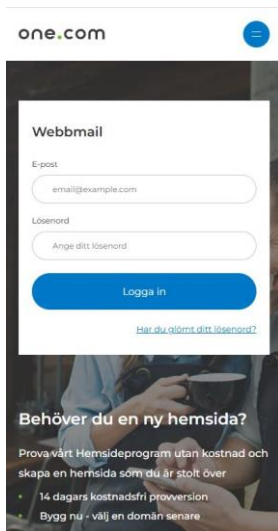 one.com
Webbmail
E-post
email@example.com
Lösenord
Ange ditt lösenord
Logga in
Har du glömt ditt lösenord?
Behöver du en ny hemsida?
Prova vårt Hemsideprogram utan kostnad och
skapa en hemsida som du är stolt över
14 dagars kostnadsfri provversion
Bygg nu - välj en domän senare